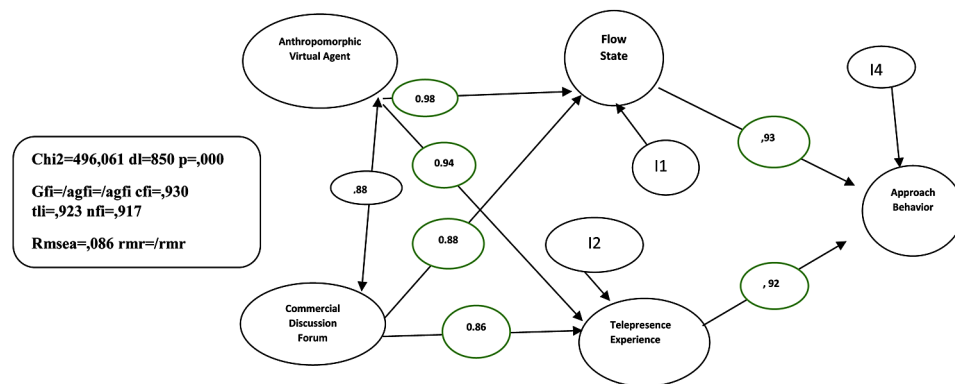 Anthropomorphic
Virtual Agent
Flow
State
I4
0.98
,93
Chi2=496,061 dl=850 p=,000
Gfi=/agfi=/agfi cfi=,930
tli=,923 nfi=,917
Rmsea=,086 rmr=/rmr
0.94
I1
,88
Approach
Behavior
0.88
I2
, 92
Commercial
Discussion
Forum
0.86
Telepresence
Experience